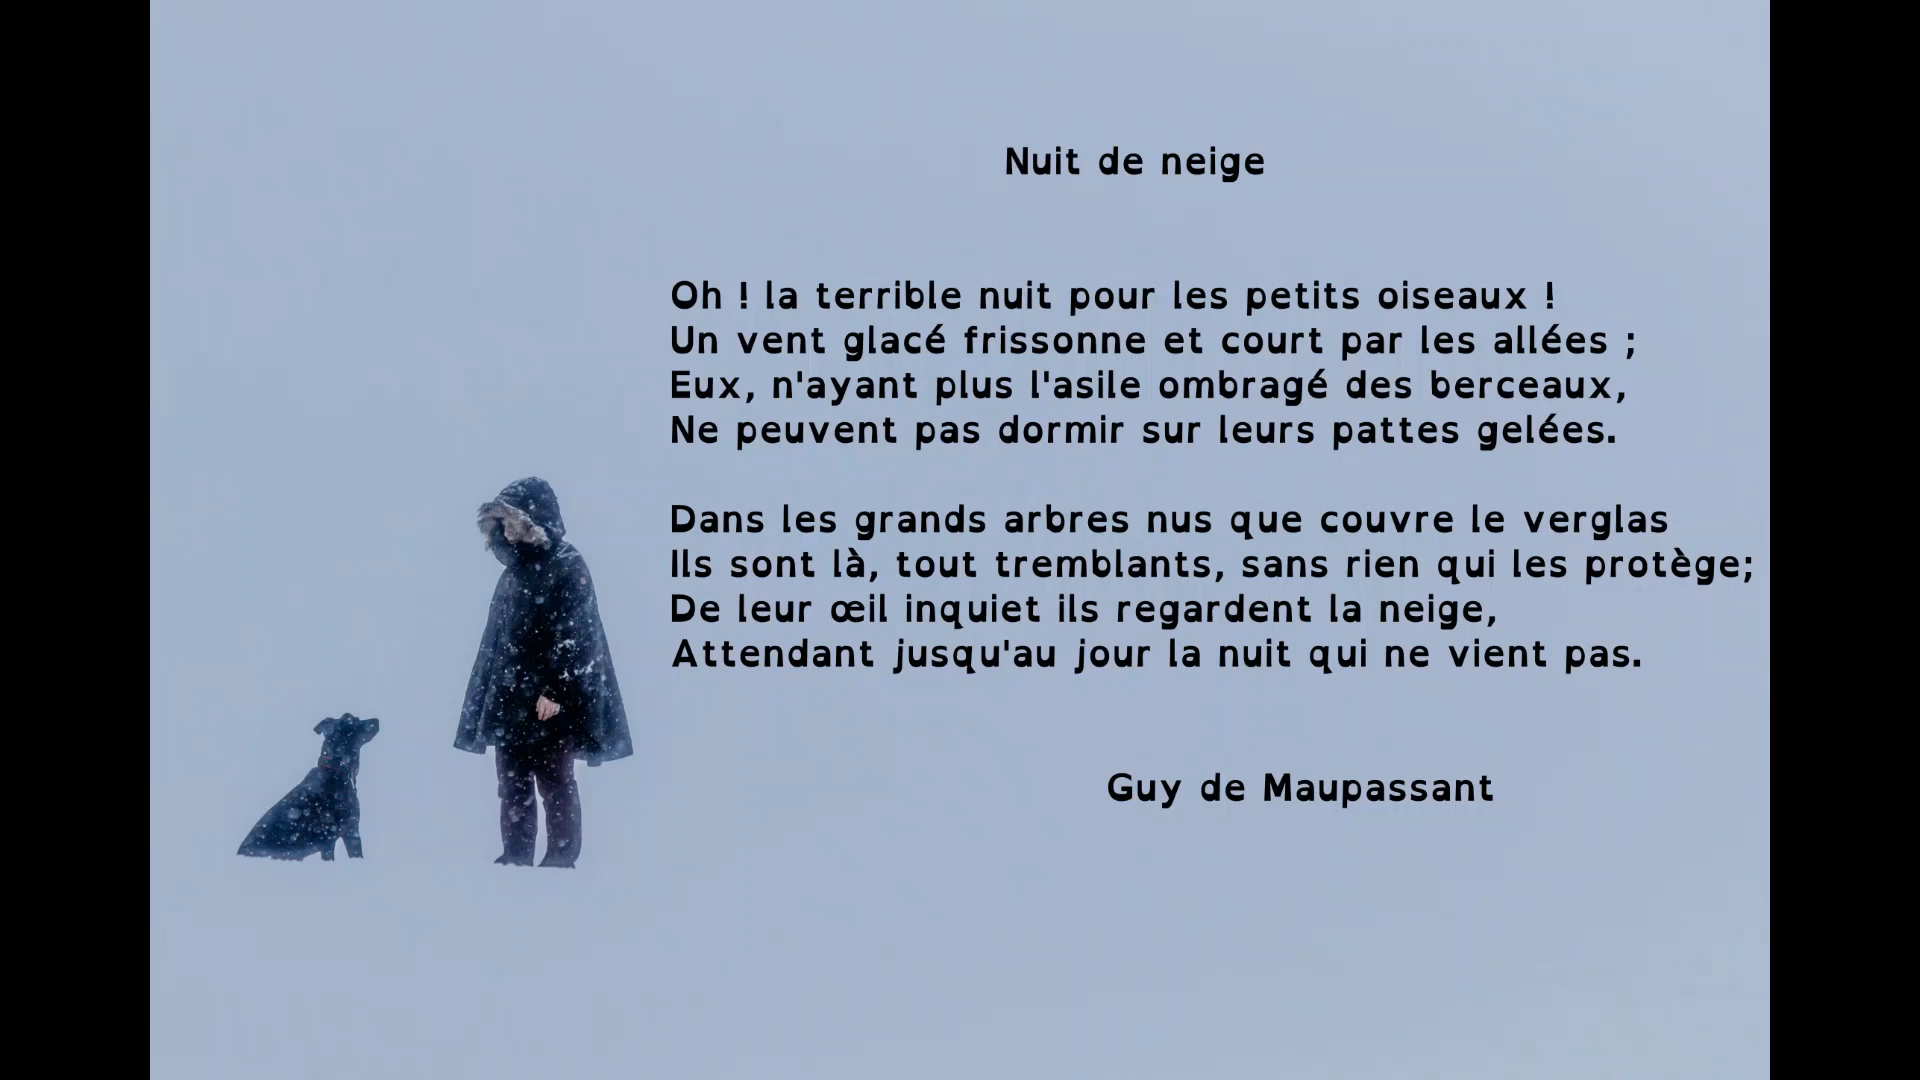 Nuit de neige
Oh ! la terrible nuit pour les petits oiseaux !
Un vent glacé frissonne et court par les allées ;
Eux, n'ayant plus l'asile ombragé des berceaux,
Ne peuvent pas dormir sur leurs pattes gelées.
Dans les grands arbres nus que couvre le verglas
Ils sont là, tout tremblants, sans rien qui les protège;
De leur œil inquiet ils regardent la neige,
Attendant jusqu'au jour la nuit qui ne vient pas.
Guy de Maupassant